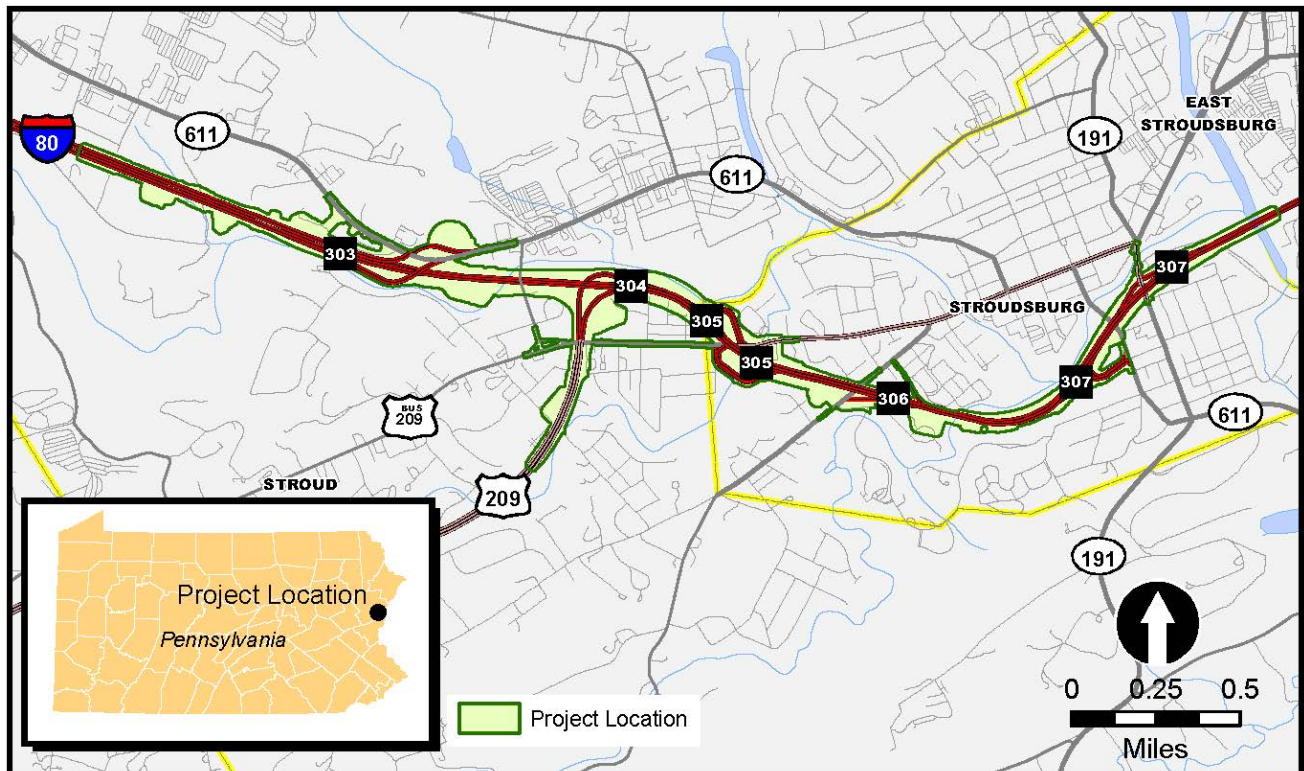 80
611
303
304
305
305
306
307
307
611
191
EAST
STROUDSBURG
STROUDSBURG
611
BUS
209
209
STROUD
191
Project Location
Pennsylvania
Project Location
0 0.25 0.5
Miles